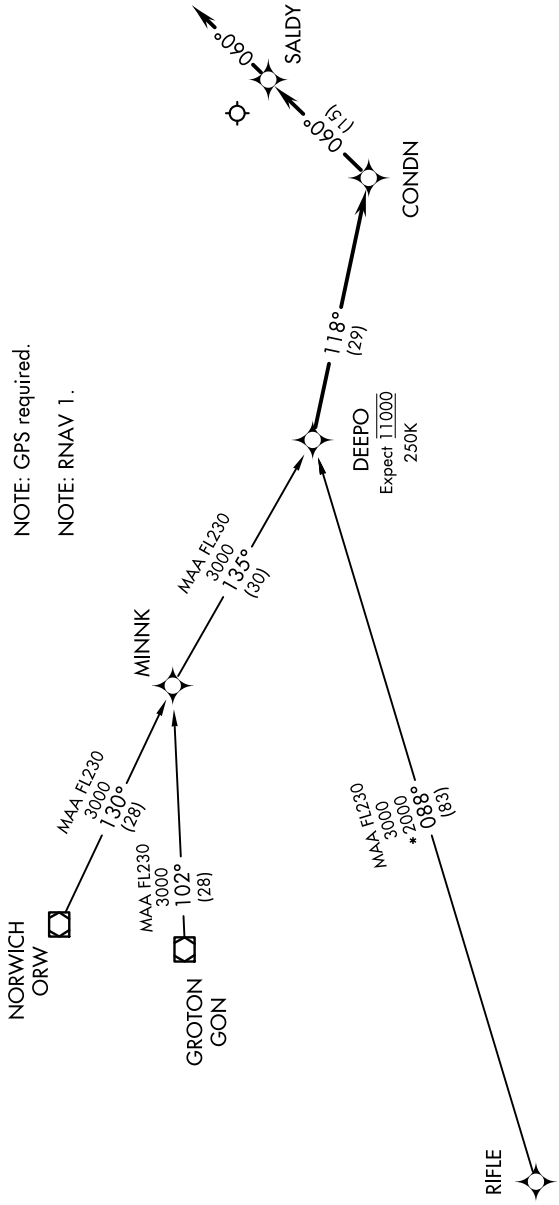 NOTE: GPS required.
NOTE: RNAV 1.
NORWICH
ORW
MAA FL230
3000
130°
(28)
MINNK
GROTON
GON
MAA FL230
3000
102°
(28)
MAA FL230
3000
135°
(30)
DEEPO
Expect 11000
250K
118°
(29)
CONDN
060°
(15)
SALDY
060°
RIFLE
MAA FL230
3000
*2000
088°
(83)